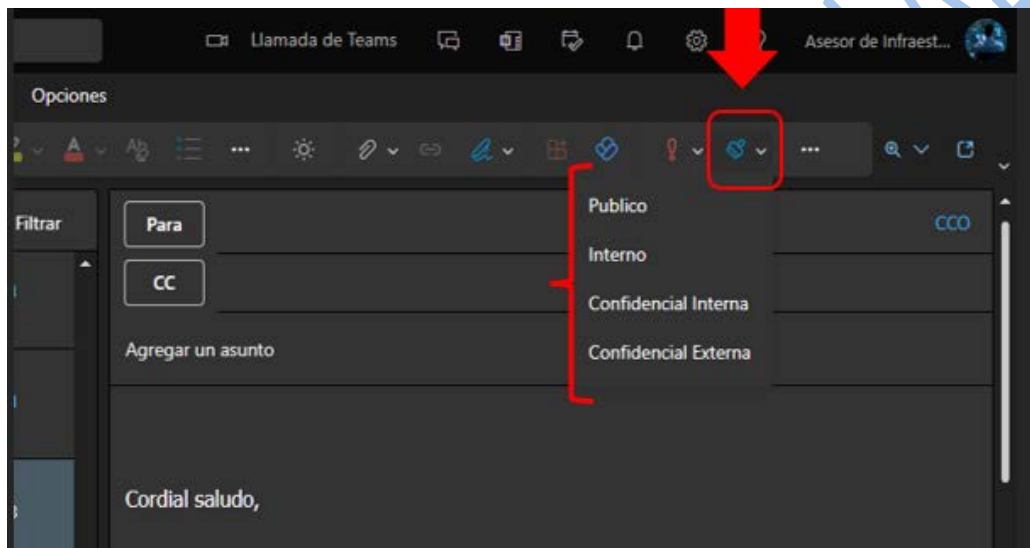 Llamada de Teams
Asesor de Infraest...
Opciones
Filtrar
Para
CCO
CC
Agregar un asunto
Publico
Interno
Confidencial Interna
Confidencial Externa
Cordial saludo,